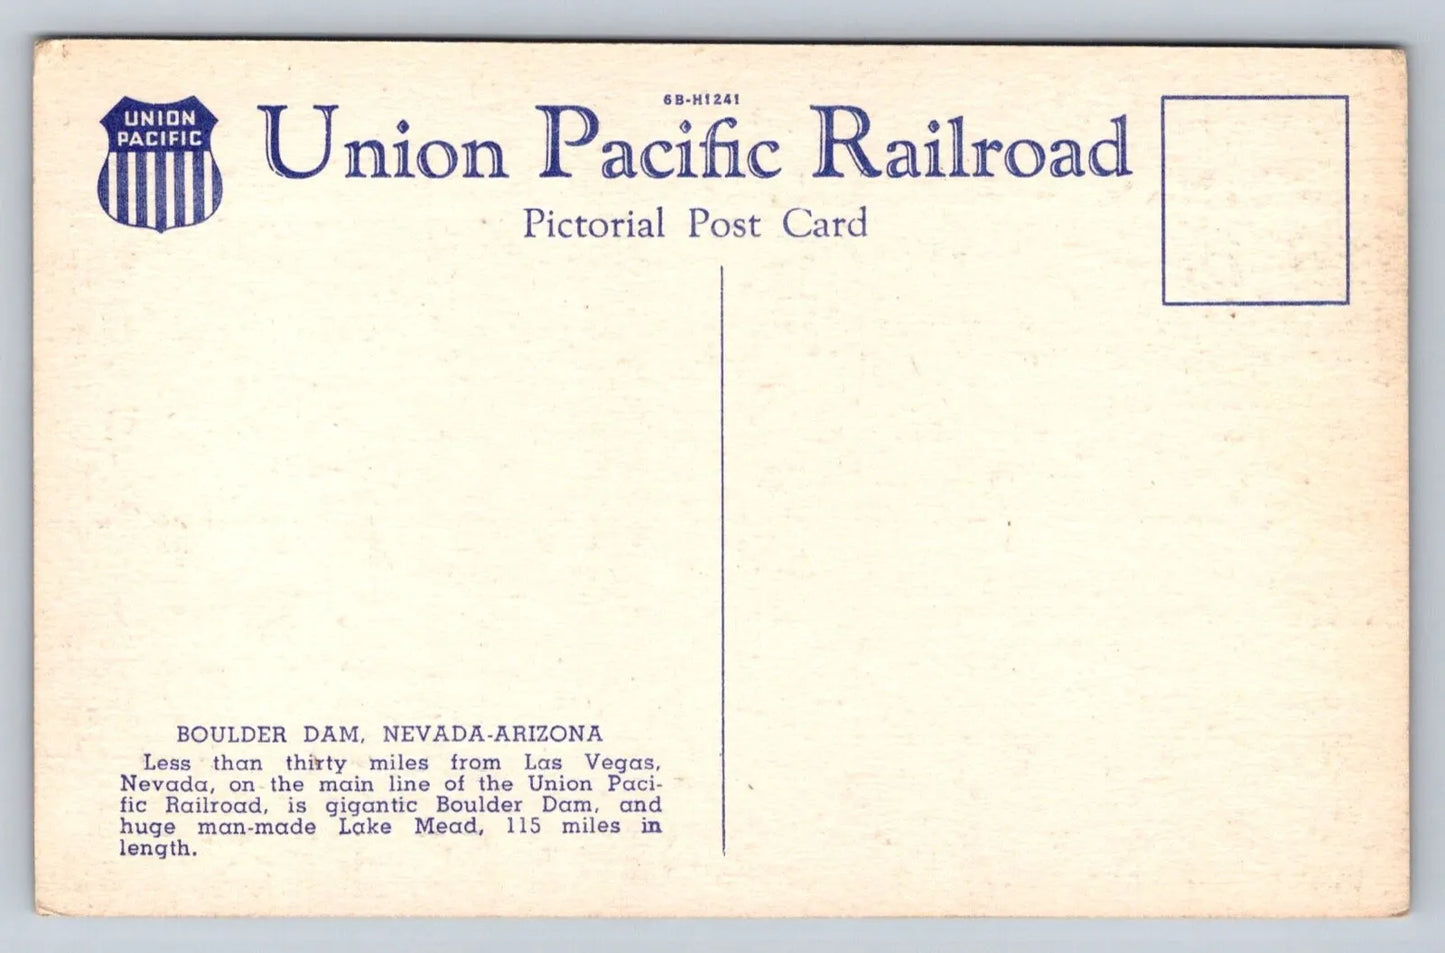 6B-H1241
UNION
PACIFIC
Union Pacific Railroad
Pictorial Post Card
BOULDER DAM, NEVADA-ARIZONA
Less than thirty miles from Las Vegas,
Nevada, on the main line of the Union Paci-
fic Railroad, is gigantic Boulder Dam, and
huge man-made Lake Mead, 115 miles in
length.